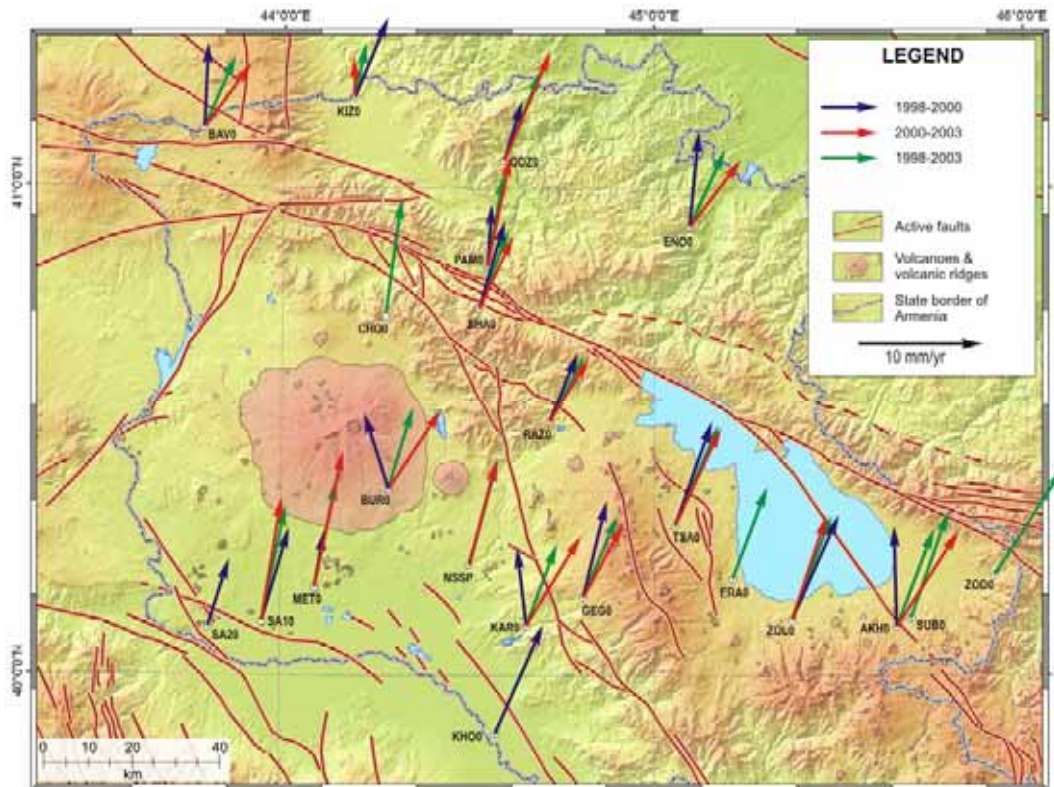 44°0'0"E
45°0'0"E
46°0'0"E
LEGEND
1998-2000
2000-2003
1998-2003
Active faults
Volcanoes &
volcanic ridges
State border of
Armenia
10 mm/yr
41°0'0"N
40°0'0"N
BAV0
KIZ0
ENO0
PAM0
SHA0
RAZ0
BUR0
TSA0
NSSP
MET0
SA10
SA20
KAR0
GEG0
ERA0
ZOL0
AKH0
SUB0
ZOD0
KHO0
0 10 20 40
km